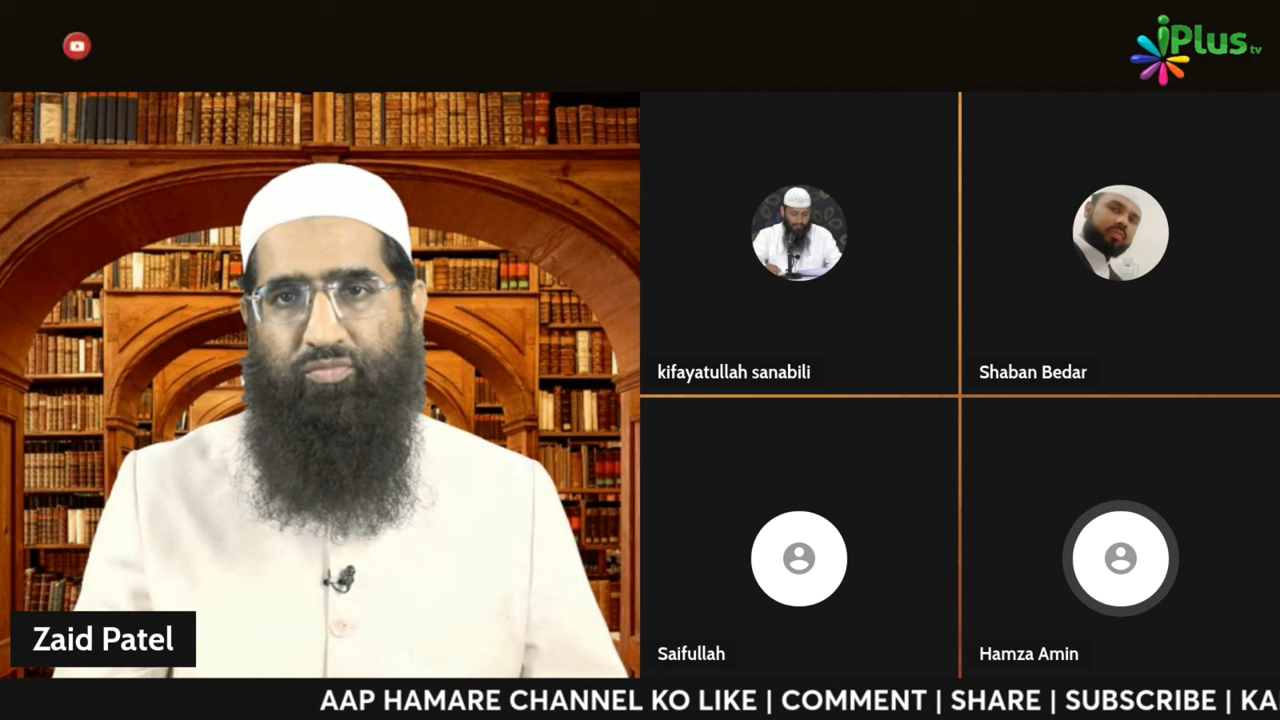 iPlus tv
kifayatullah sanabili
Shaban Bedar
Zaid Patel
Saifullah
Hamza Amin
AAP HAMARE CHANNEL KO LIKE | COMMENT | SHARE | SUBSCRIBE | KA